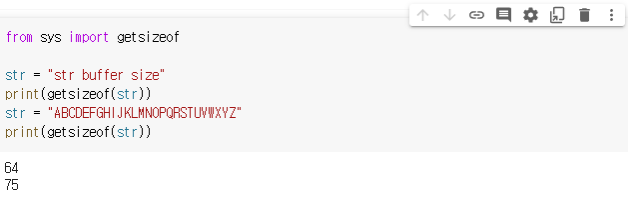 from sys import getsizeof
str = "str buffer size"
print(getsizeof(str))
str = "ABCDEFGHIJKLMNOPQRSTUVWXYZ"
print(getsizeof(str))
64
75